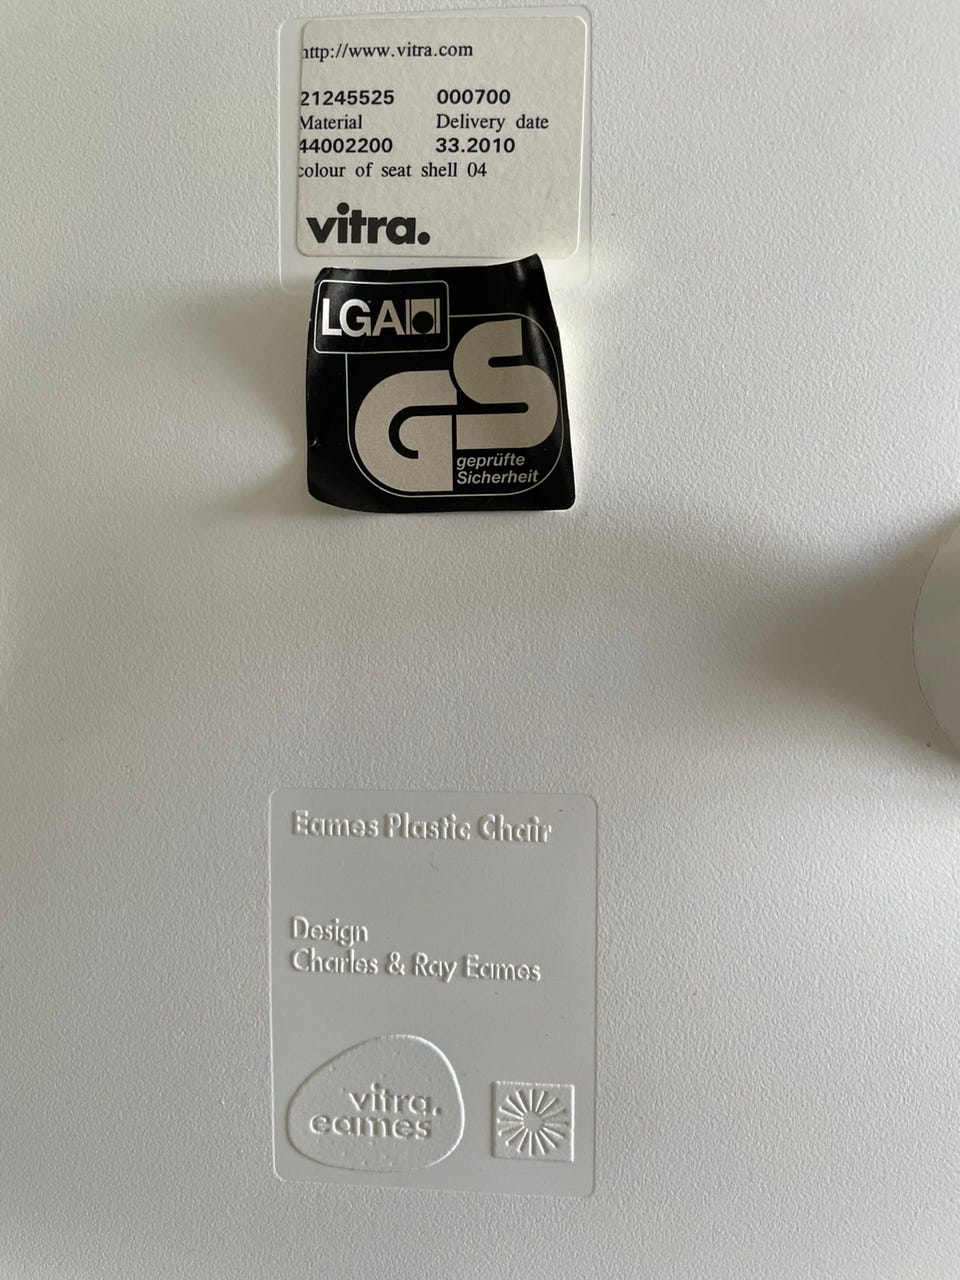 http://www.vitra.com
21245525 000700
Material Delivery date
44002200 33.2010
colour of seat shell 04
vitra.
LGA
GS
geprüfte
Sicherheit
Eames Plastic Chair
Design
Charles & Ray Eames
vitra.
eames